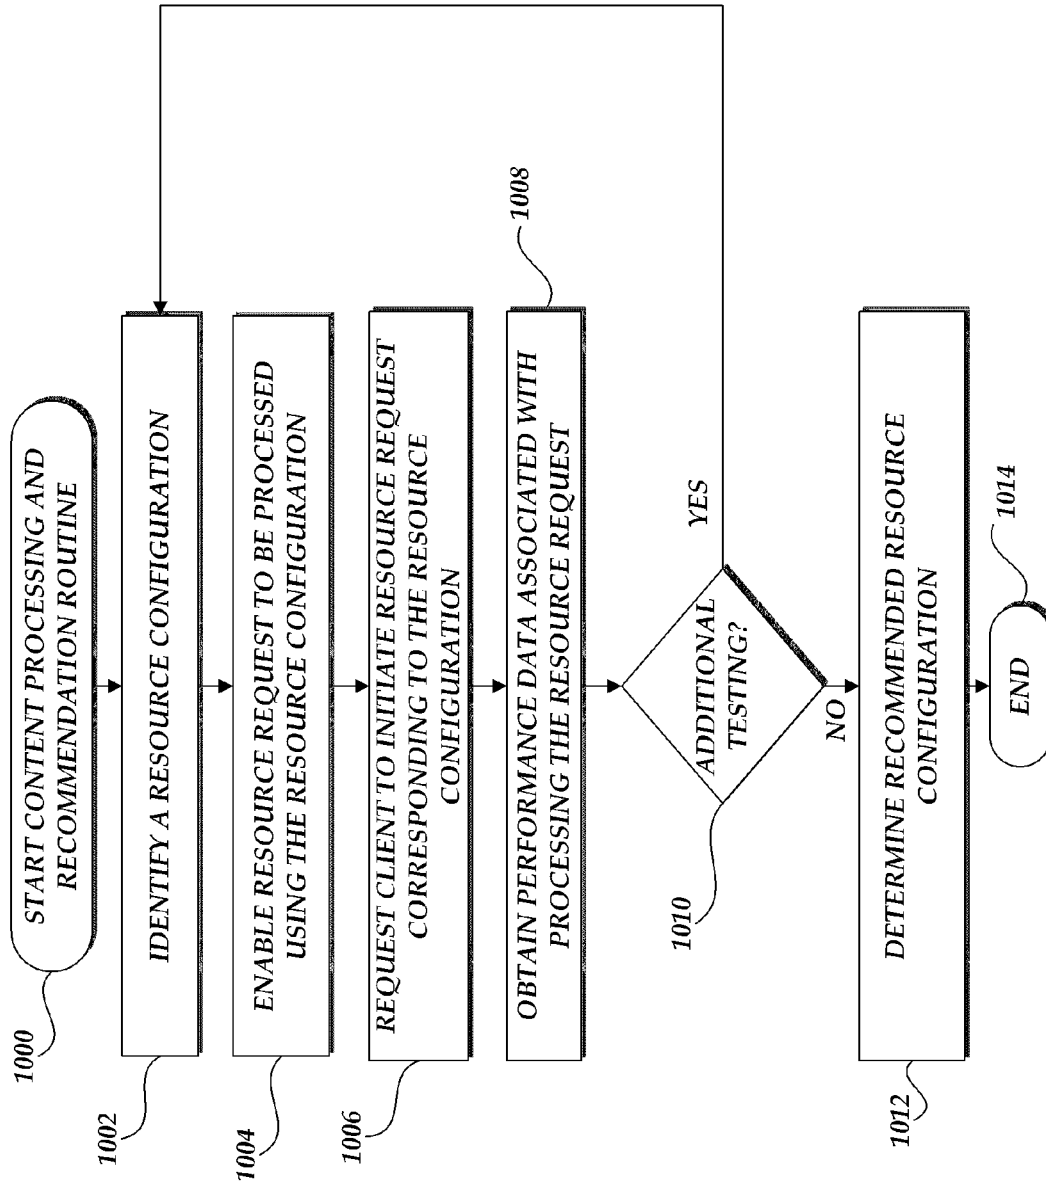 START CONTENT PROCESSING AND
RECOMMENDATION ROUTINE
1000
IDENTIFY A RESOURCE CONFIGURATION
1002
ENABLE RESOURCE REQUEST TO BE PROCESSED
USING THE RESOURCE CONFIGURATION
1004
REQUEST CLIENT TO INITIATE RESOURCE REQUEST
CORRESPONDING TO THE RESOURCE
CONFIGURATION
1006
OBTAIN PERFORMANCE DATA ASSOCIATED WITH
PROCESSING THE RESOURCE REQUEST
1008
ADDITIONAL
TESTING?
1010
YES
NO
DETERMINE RECOMMENDED RESOURCE
CONFIGURATION
1012
END
1014